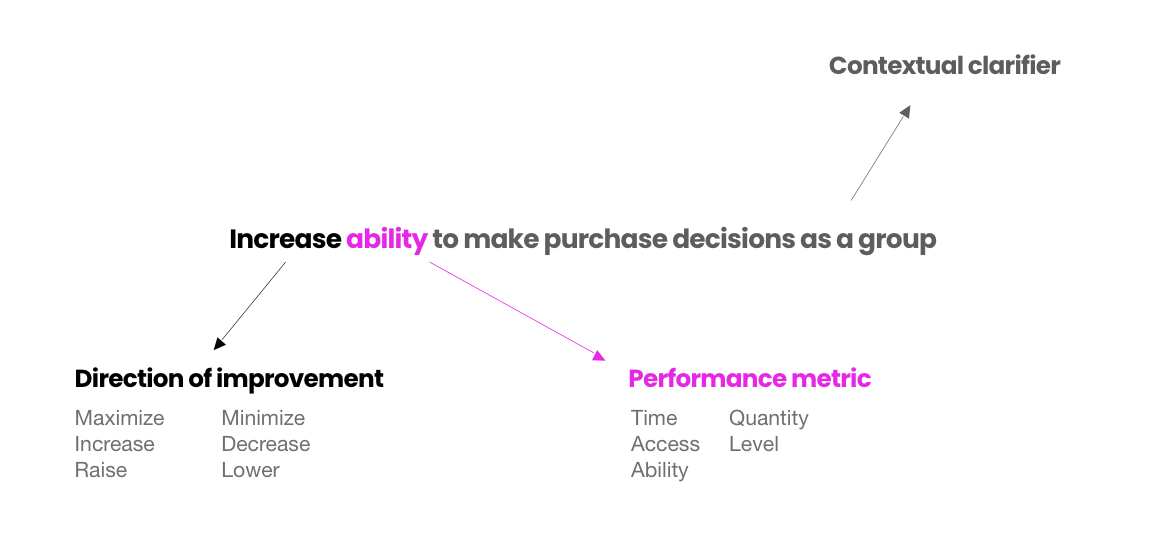 Contextual clarifier
Increase ability to make purchase decisions as a group
Direction of improvement
Maximize Minimize
Increase Decrease
Raise Lower
Performance metric
Time Quantity
Access Level
Ability